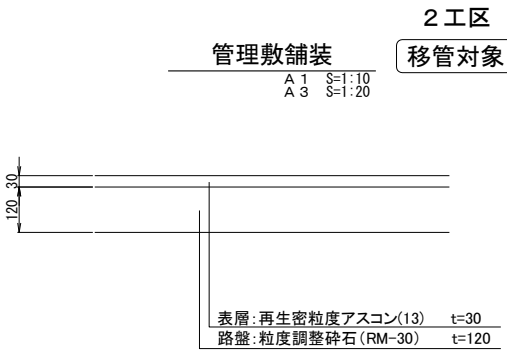 2工区
管理敷舗装
移管対象
A1 S=1:10
A3 S=1:20
30
120
表層:再生密粒度アスコン(13) t=30
路盤:粒度調整砕石(RM-30) t=120